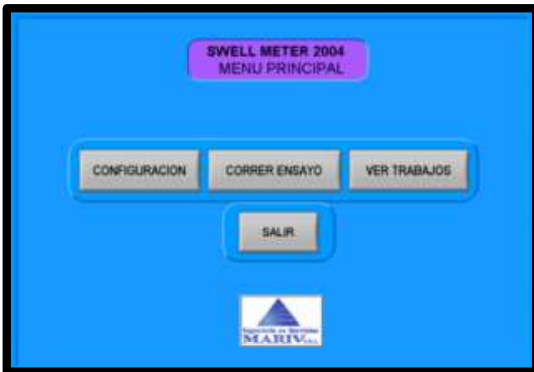 SWELL METER 2004
MENU PRINCIPAL
CONFIGURACION
CORRER ENSAYO
VER TRABAJOS
SALIR
MARIV